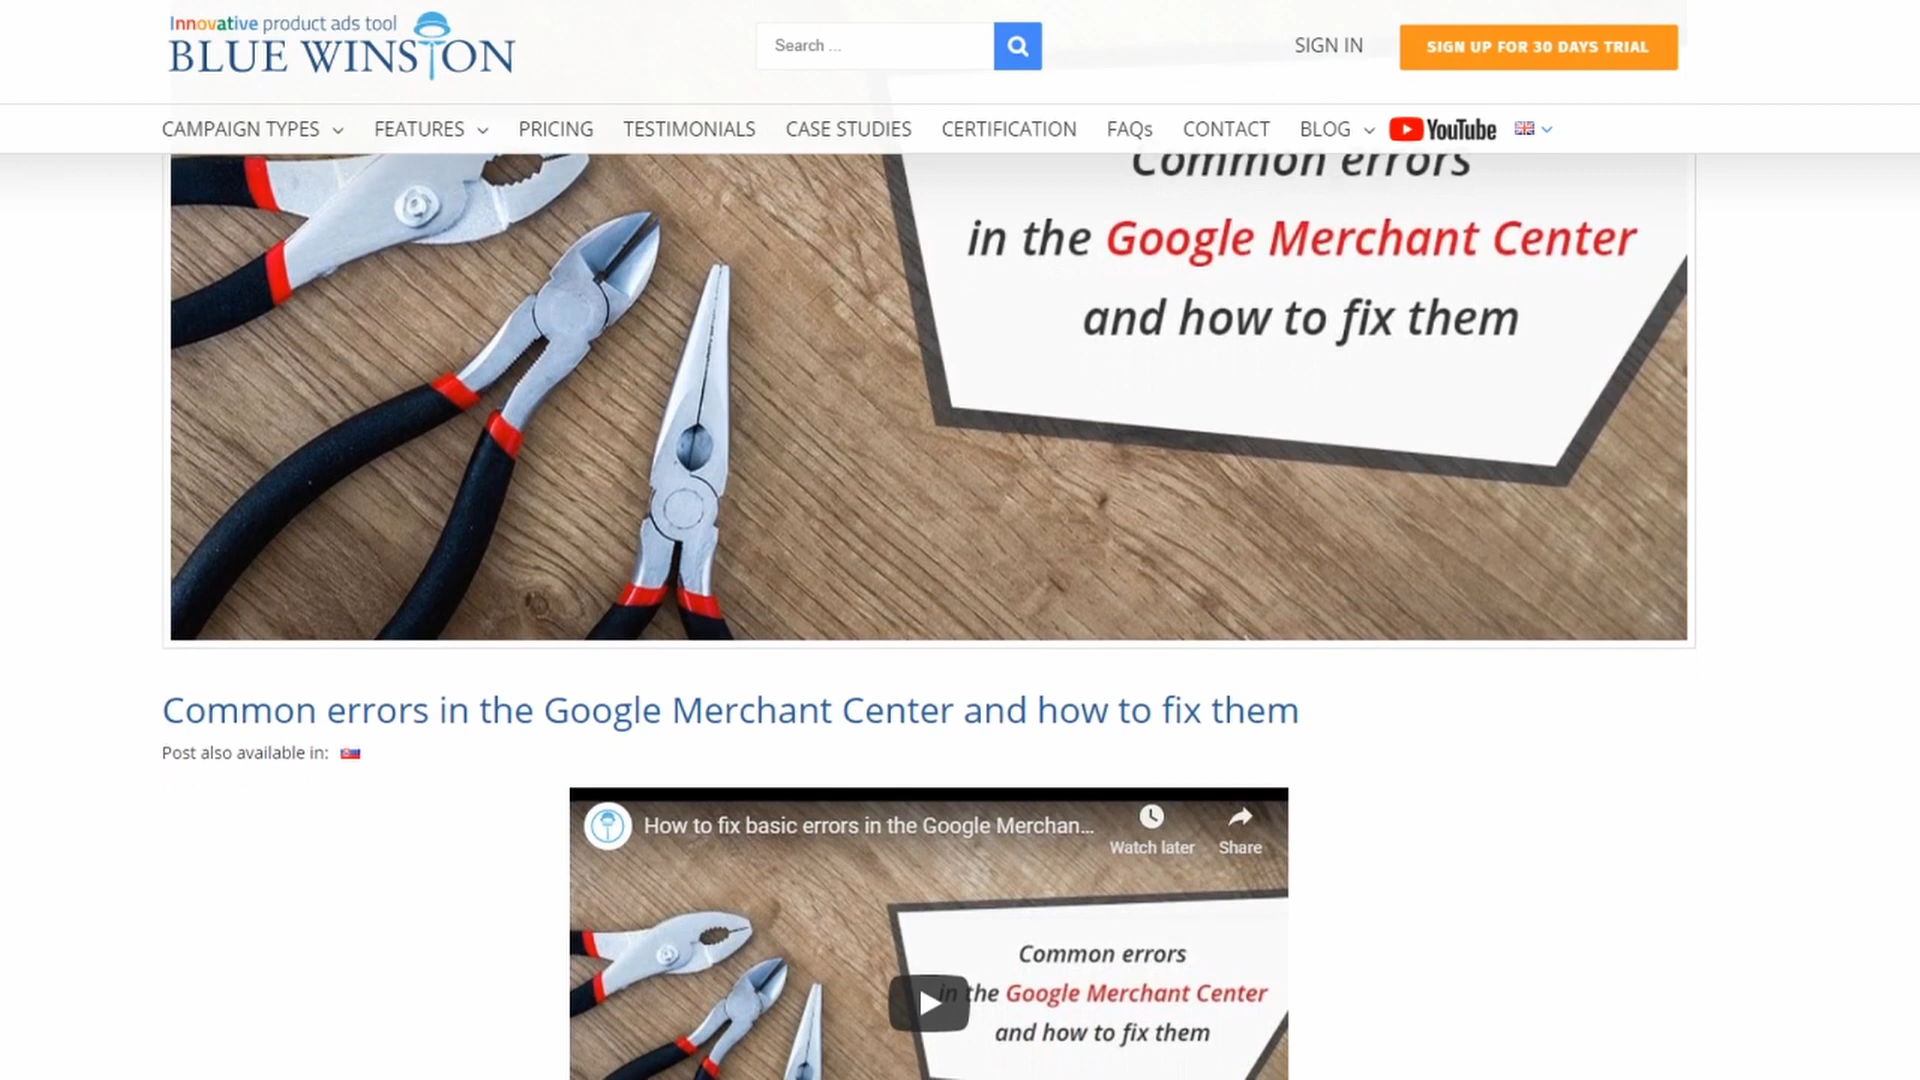 Innovative product ads tool
BLUE WINSTON
Search ...
SIGN IN
SIGN UP FOR 30 DAYS TRIAL
CAMPAIGN TYPES
FEATURES
PRICING
TESTIMONIALS
CASE STUDIES
CERTIFICATION
FAQs
CONTACT
BLOG
YouTube
Common errors
in the Google Merchant Center
and how to fix them
Common errors in the Google Merchant Center and how to fix them
Post also available in:
How to fix basic errors in the Google Merchan...
Watch later
Share
Common errors
in the Google Merchant Center
and how to fix them